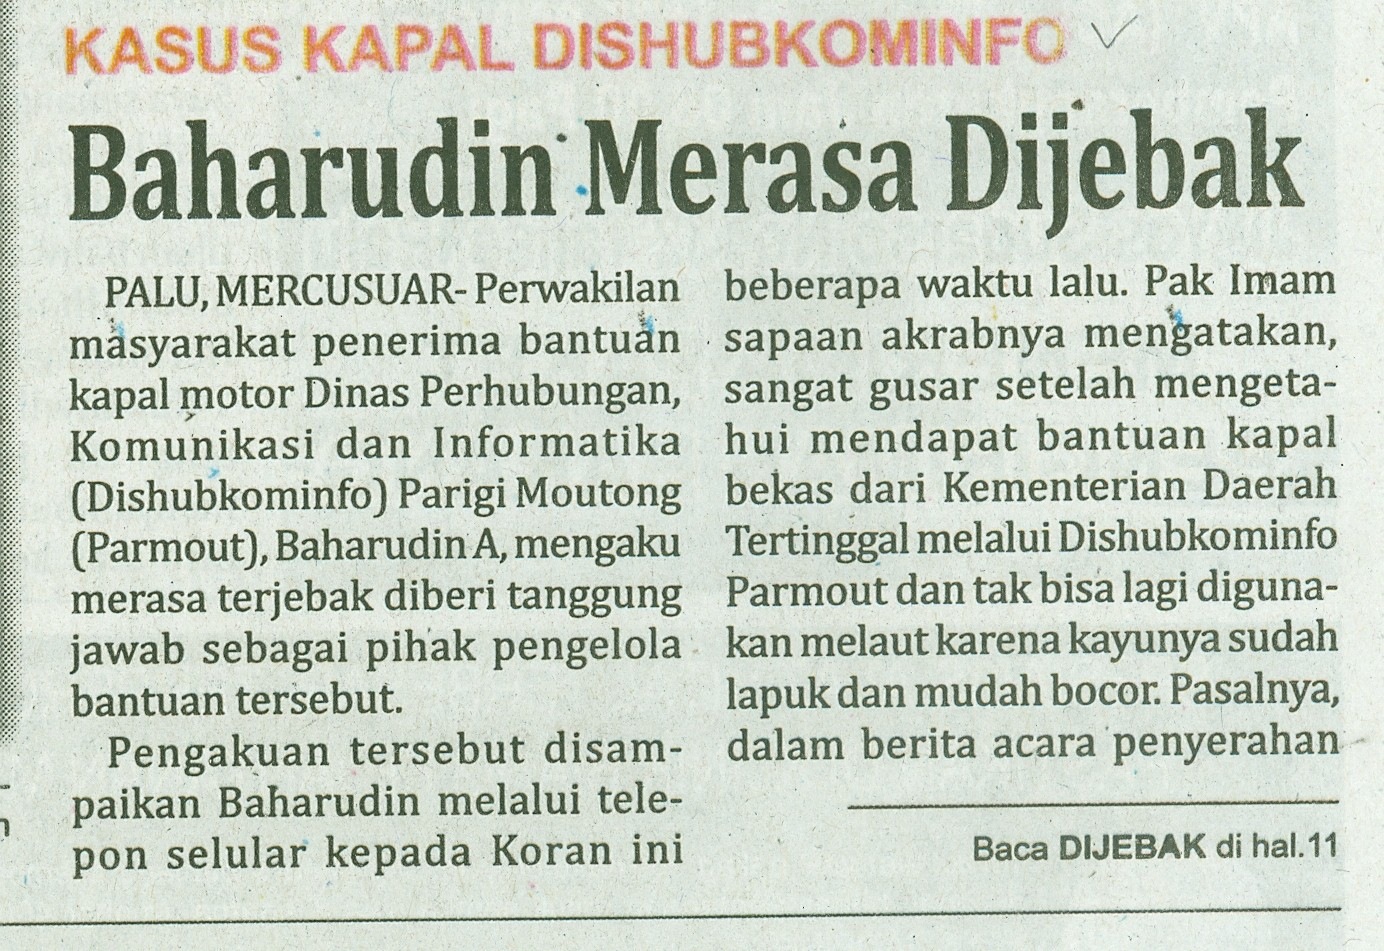 KASUS KAPAL DISHUBKOMINFO
Baharudin Merasa Dijebak
PALU, MERCUSUAR- Perwakilan
masyarakat penerima bantuan
kapal motor Dinas Perhubungan,
Komunikasi dan Informatika
(Dishubkominfo) Parigi Moutong
(Parmout), Baharudin A, mengaku
merasa terjebak diberi tanggung
jawab sebagai pihak pengelola
bantuan tersebut.
Pengakuan tersebut disam-
paikan Baharudin melalui tele-
pon selular kepada Koran ini
beberapa waktu lalu. Pak Imam
sapaan akrabnya mengatakan,
sangat gusar setelah mengeta-
hui mendapat bantuan kapal
bekas dari Kementerian Daerah
Tertinggal melalui Dishubkominfo
Parmout dan tak bisa lagi diguna-
kan melaut karena kayunya sudah
lapuk dan mudah bocor. Pasalnya,
dalam berita acara penyerahan
Baca DIJEBAK di hal.11